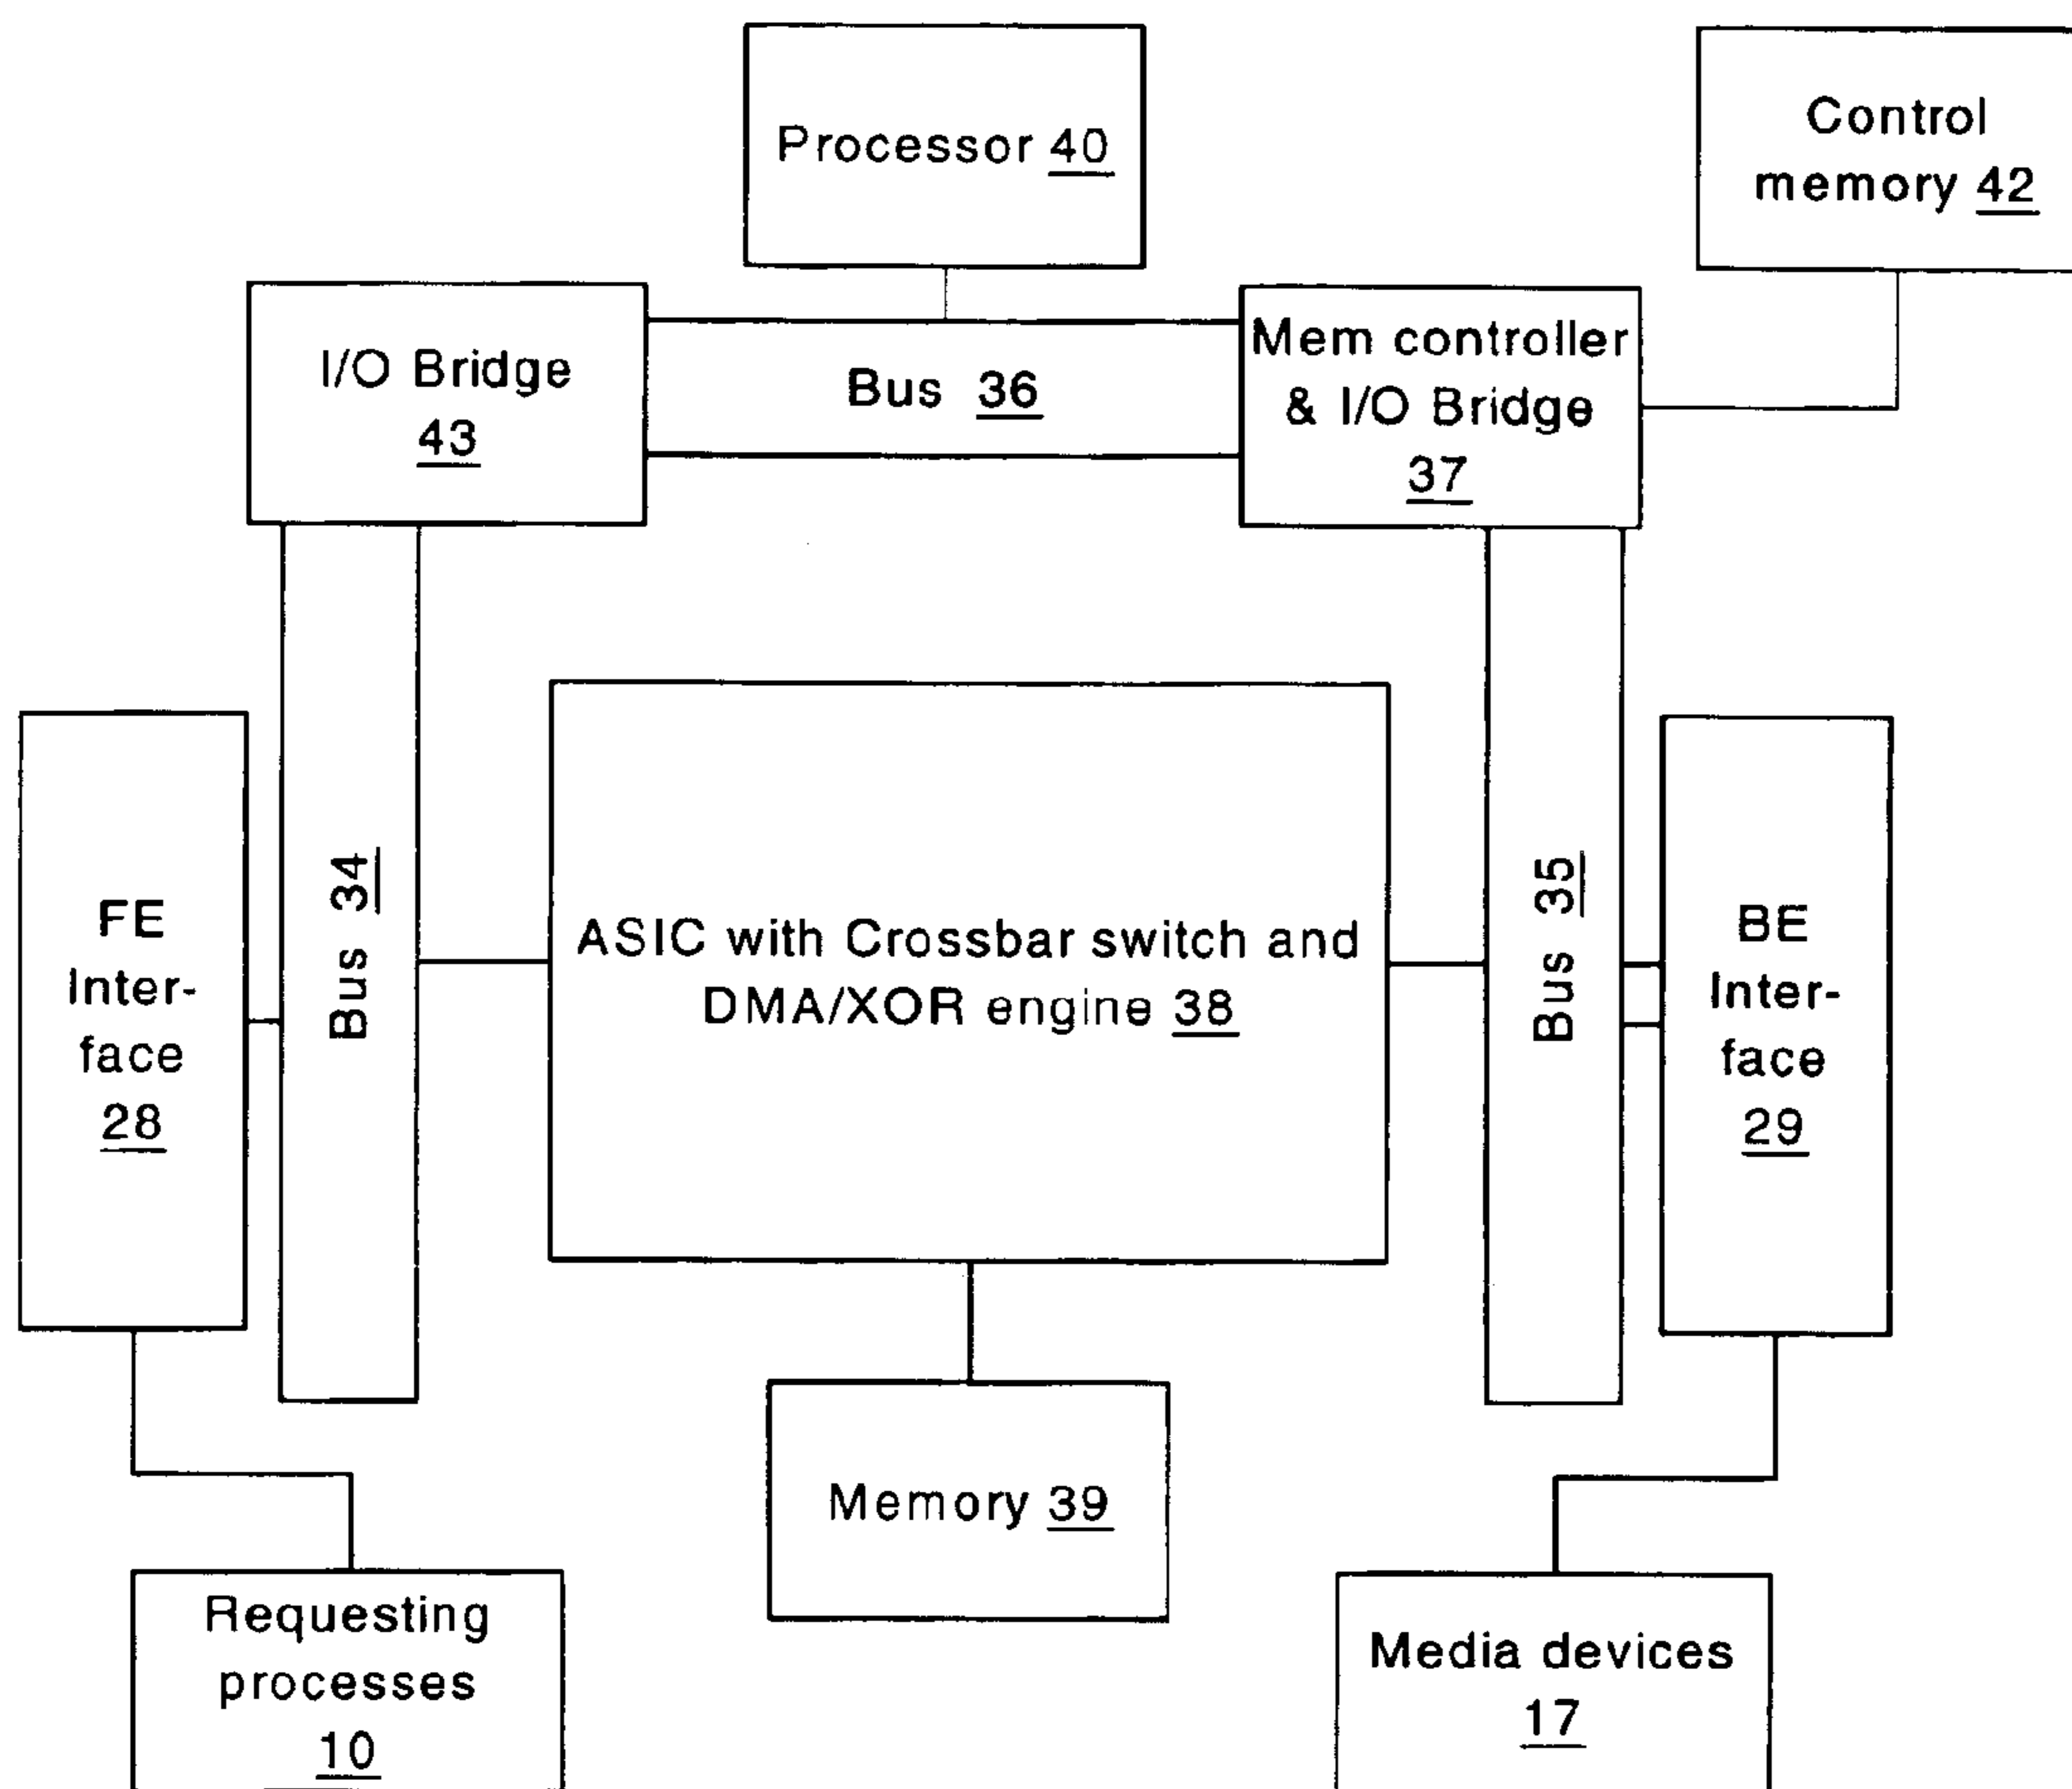 Processor 40
Control
memory 42
I/O Bridge
43
Bus 36
Mem controller
& I/O Bridge
37
FE
Inter-
face
28
Bus 34
ASIC with Crossbar switch and
DMA/XOR engine 38
Bus 35
BE
Inter-
face
29
Memory 39
Requesting
processes
10
Media devices
17